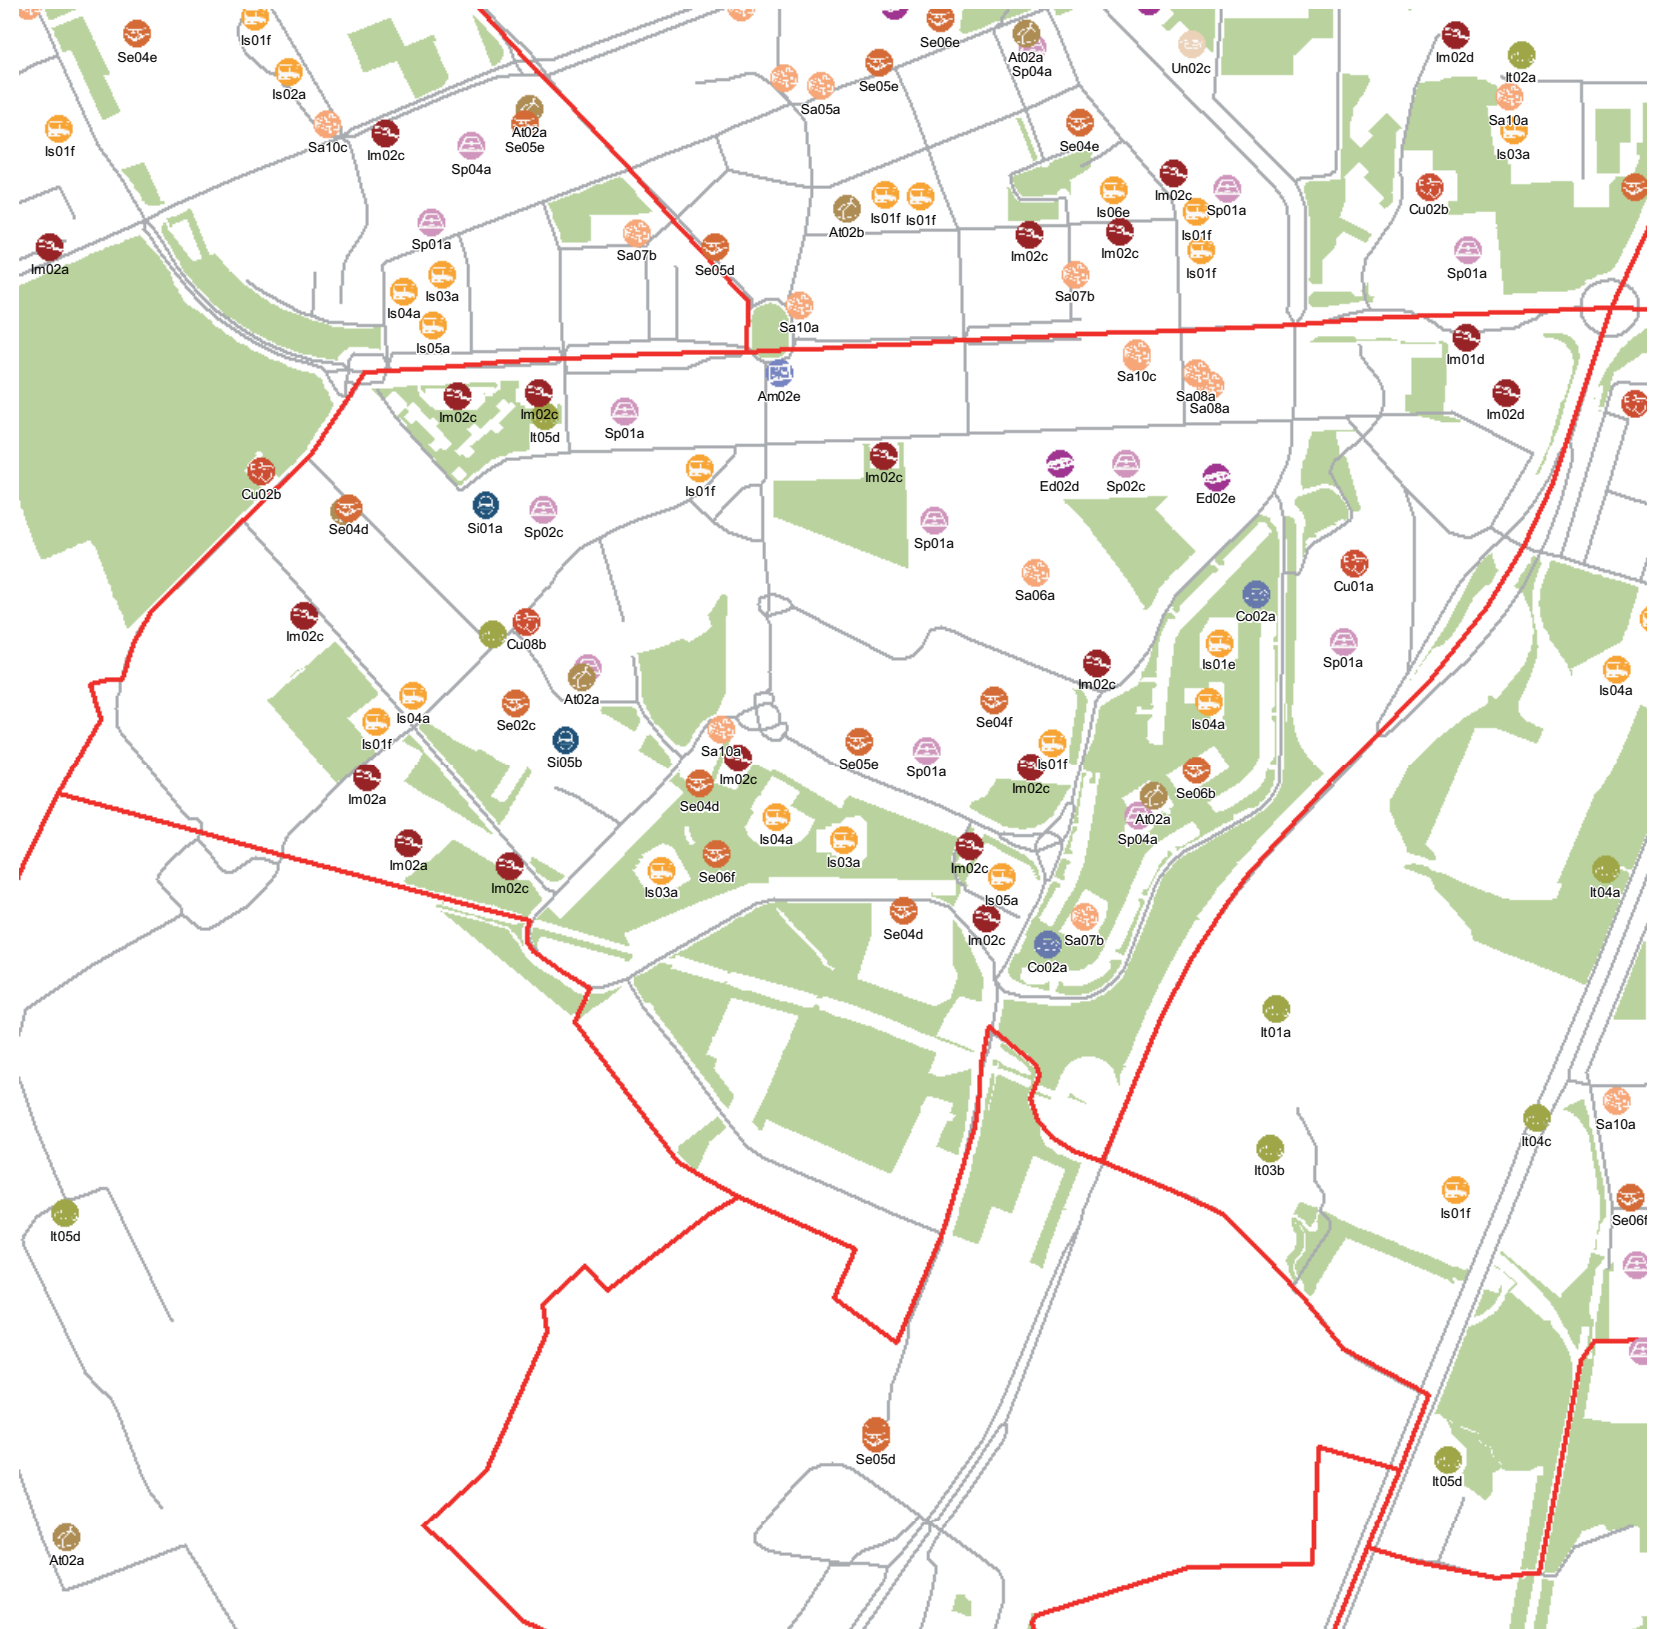 Se04e
Is01f
Se06e
At02a
Sp04a
Un02c
Im02d
It02a
Is02a
Se05e
Sa05a
Sa10a
Is03a
Is01f
Sa10c
Im02c
At02a
Se05e
Sp04a
Se04e
Im02c
Cu02b
Is06e
Sp01a
Is01f
Is01f
At02b
Is01f
Sp01a
Sa07b
Se05d
Im02c
Im02c
Is01f
Sp01a
Im02a
Is03a
Is04a
Sa07b
Sa10a
Is05a
Im01d
Sa10c
Am02e
Sa08a
Sa08a
Im02d
Im02c
Im02c
It05d
Sp01a
Cu02b
Is01f
Im02c
Ed02d
Sp02c
Ed02e
Se04d
Si01a
Sp02c
Sp01a
Sa06a
Cu01a
Co02a
Im02c
Cu08b
Is01e
Sp01a
Im02c
Is04a
At02a
Is04a
Se02c
Se04f
Is04a
Is01f
Si05b
Sa10a
Im02c
Se05e
Sp01a
Is01f
Im02c
Im02a
Se04d
Se06b
At02a
Sp04a
Is04a
Is03a
Im02a
Im02c
Im02c
Is03a
Se06f
Is05a
It04a
Se04d
Im02c
Sa07b
Co02a
It01a
Sa10a
It04c
It03b
Is01f
Se06f
It05d
Se05d
It05d
At02a